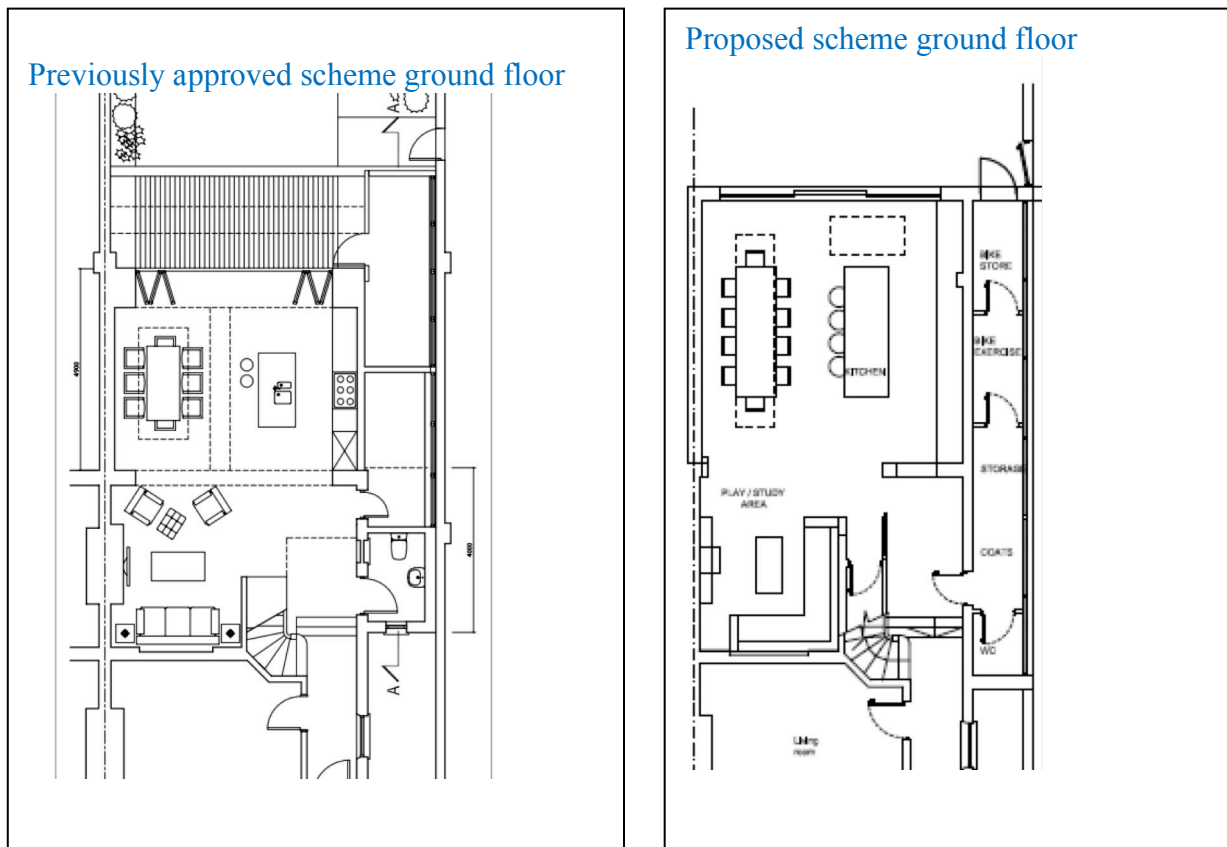 Previously approved scheme ground floor
A
4900
4000
A
Proposed scheme ground floor
BIKE
STORE
BIKE
EXERCISE
KITCHEN
STORAGE
PLAY / STUDY
AREA
COATS
WC
Living
room